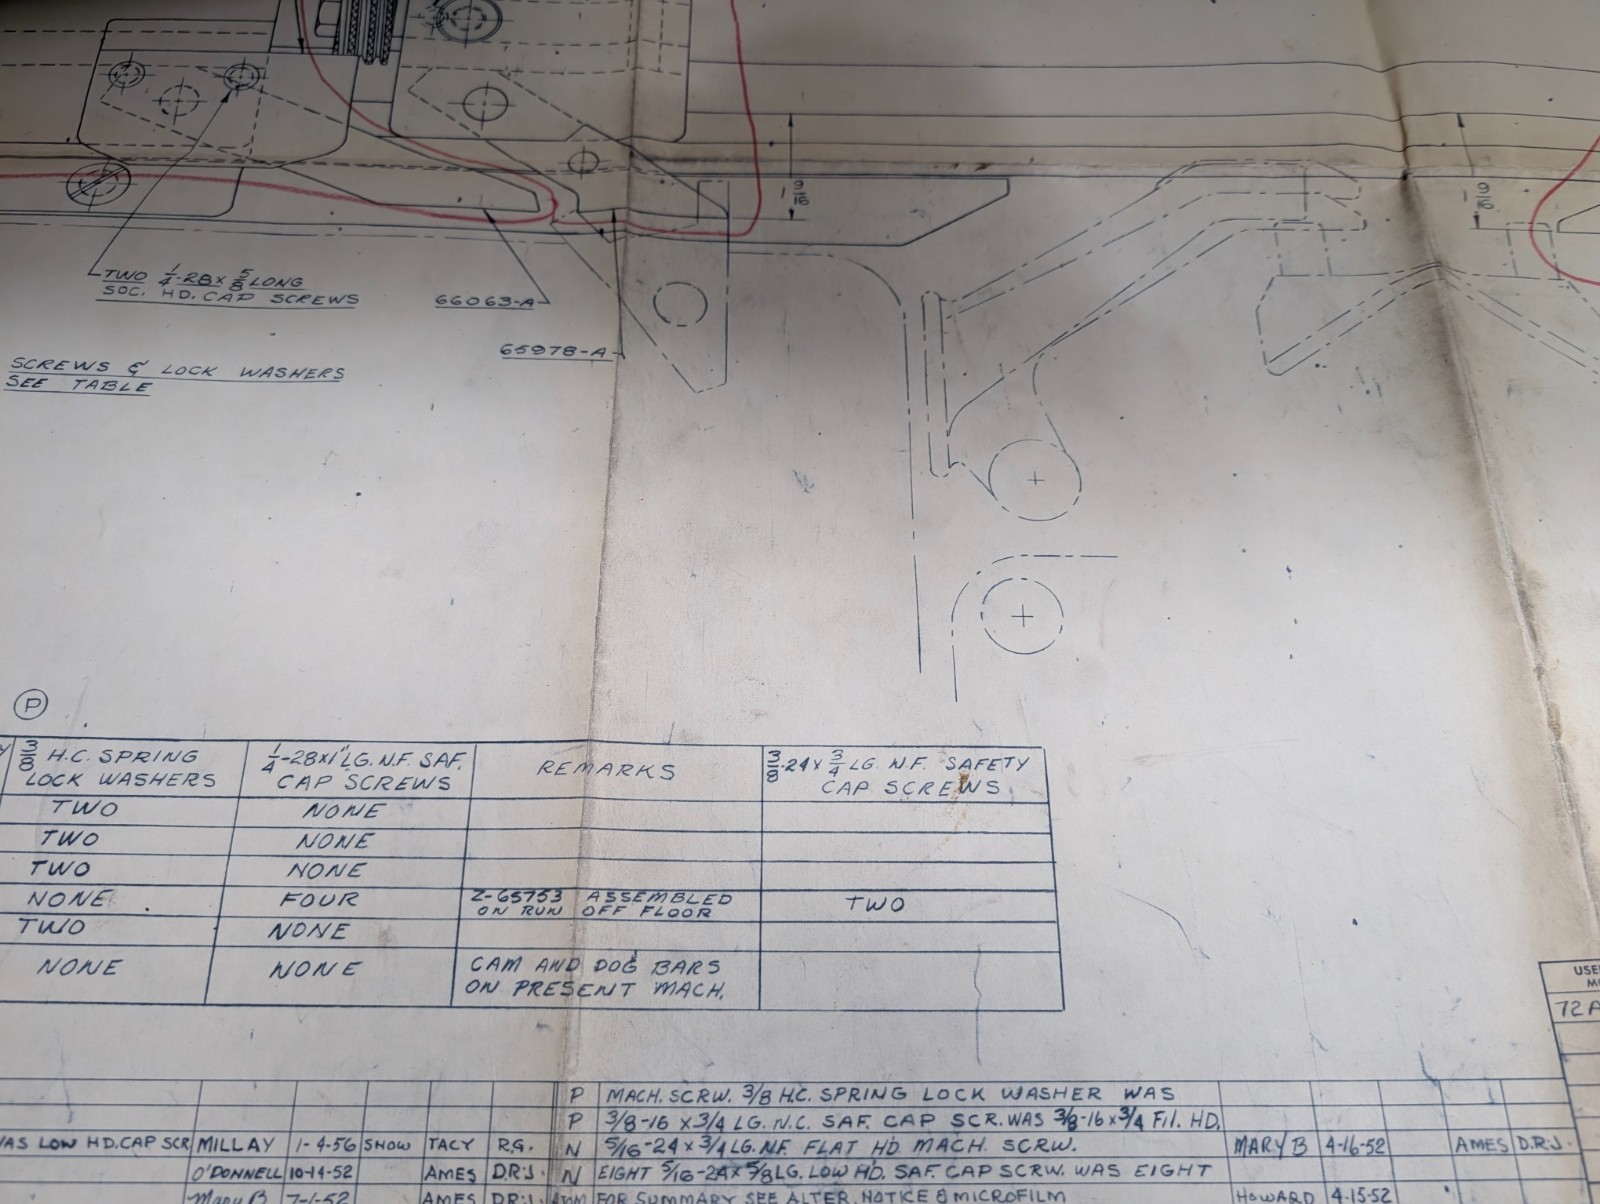 1 9/16
1 9/16
TWO 1/4-28 x 5/8 LONG
SOC. HD. CAP SCREWS
66063-A
65978-A
SCREWS & LOCK WASHERS
SEE TABLE
P
3/8 H.C. SPRING LOCK WASHERS
1/4-28x1" LG. N.F. SAF. CAP SCREWS
REMARKS
3/8-24 x 3/4 LG. N.F. SAFETY CAP SCREWS
TWO NONE
TWO NONE
TWO NONE
NONE FOUR Z-65753 ASSEMBLED ON RUN OFF FLOOR TWO
TWO NONE
NONE NONE CAM AND DOG BARS ON PRESENT MACH.
72A
P MACH. SCRW. 3/8 H.C. SPRING LOCK WASHER WAS
P 3/8-16 x 3/4 LG. N.C. SAF. CAP SCR. WAS 3/8-16 x 3/4 Fil. HD.
WAS LOW HD. CAP SCR MILLAY 1-4-56 SNOW TACY R.G. N 5/16-24 x 3/4 LG. N.F. FLAT HD MACH. SCRW. MARY B 4-16-52 AMES D.R.J.
O'DONNELL 10-14-52 AMES D.R.J. N EIGHT 5/16-24 x 5/8 LG. LOW HD. SAF. CAP SCRW. WAS EIGHT
Mary B 7-1-52 AMES D.R.J. FOR SUMMARY SEE ALTER. NOTICE & MICROFILM HOWARD 4-15-52